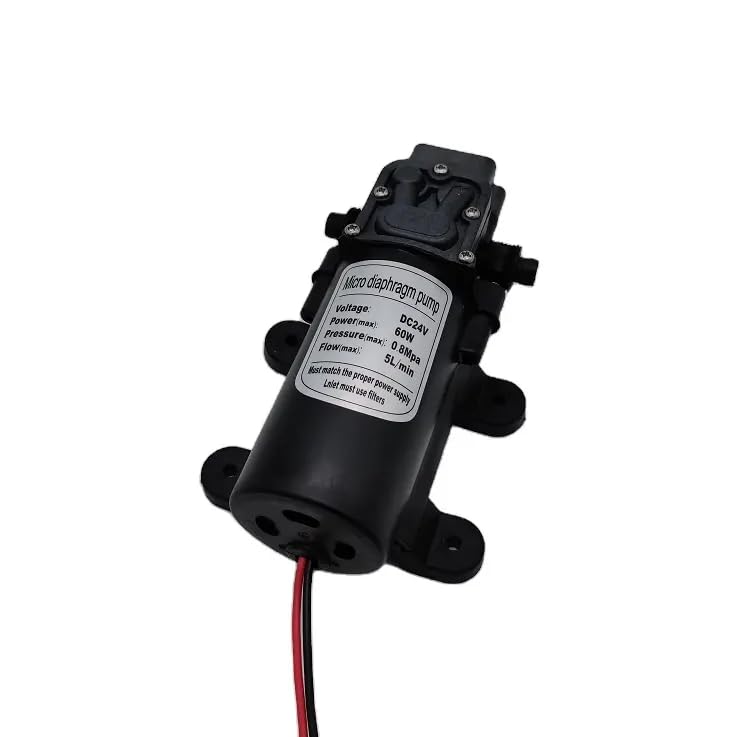 Micro diaphragm pump
Voltage: DC24V
Power(max): 60W
Pressure(max): 0.8Mpa
Flow(max): 5L/min
Must match the proper power supply
Lnlet must use filters